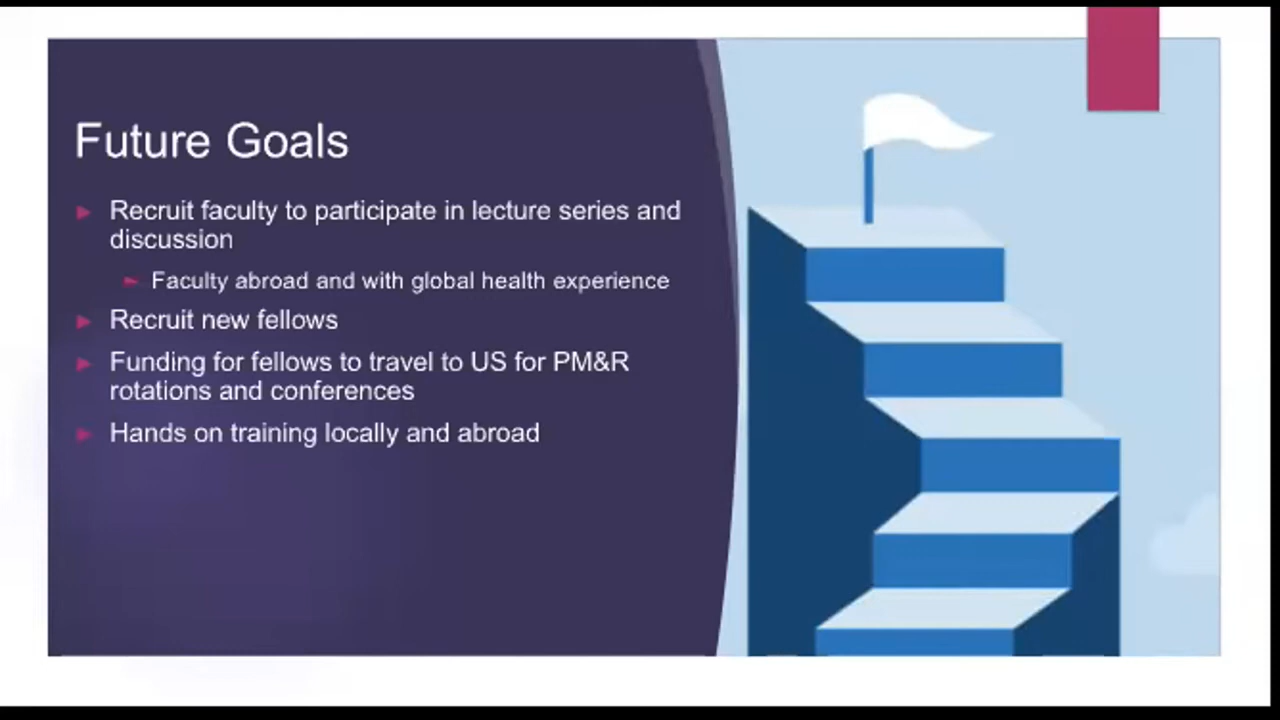 Future Goals
Recruit faculty to participate in lecture series and
discussion
Faculty abroad and with global health experience
Recruit new fellows
Funding for fellows to travel to US for PM&R
rotations and conferences
Hands on training locally and abroad